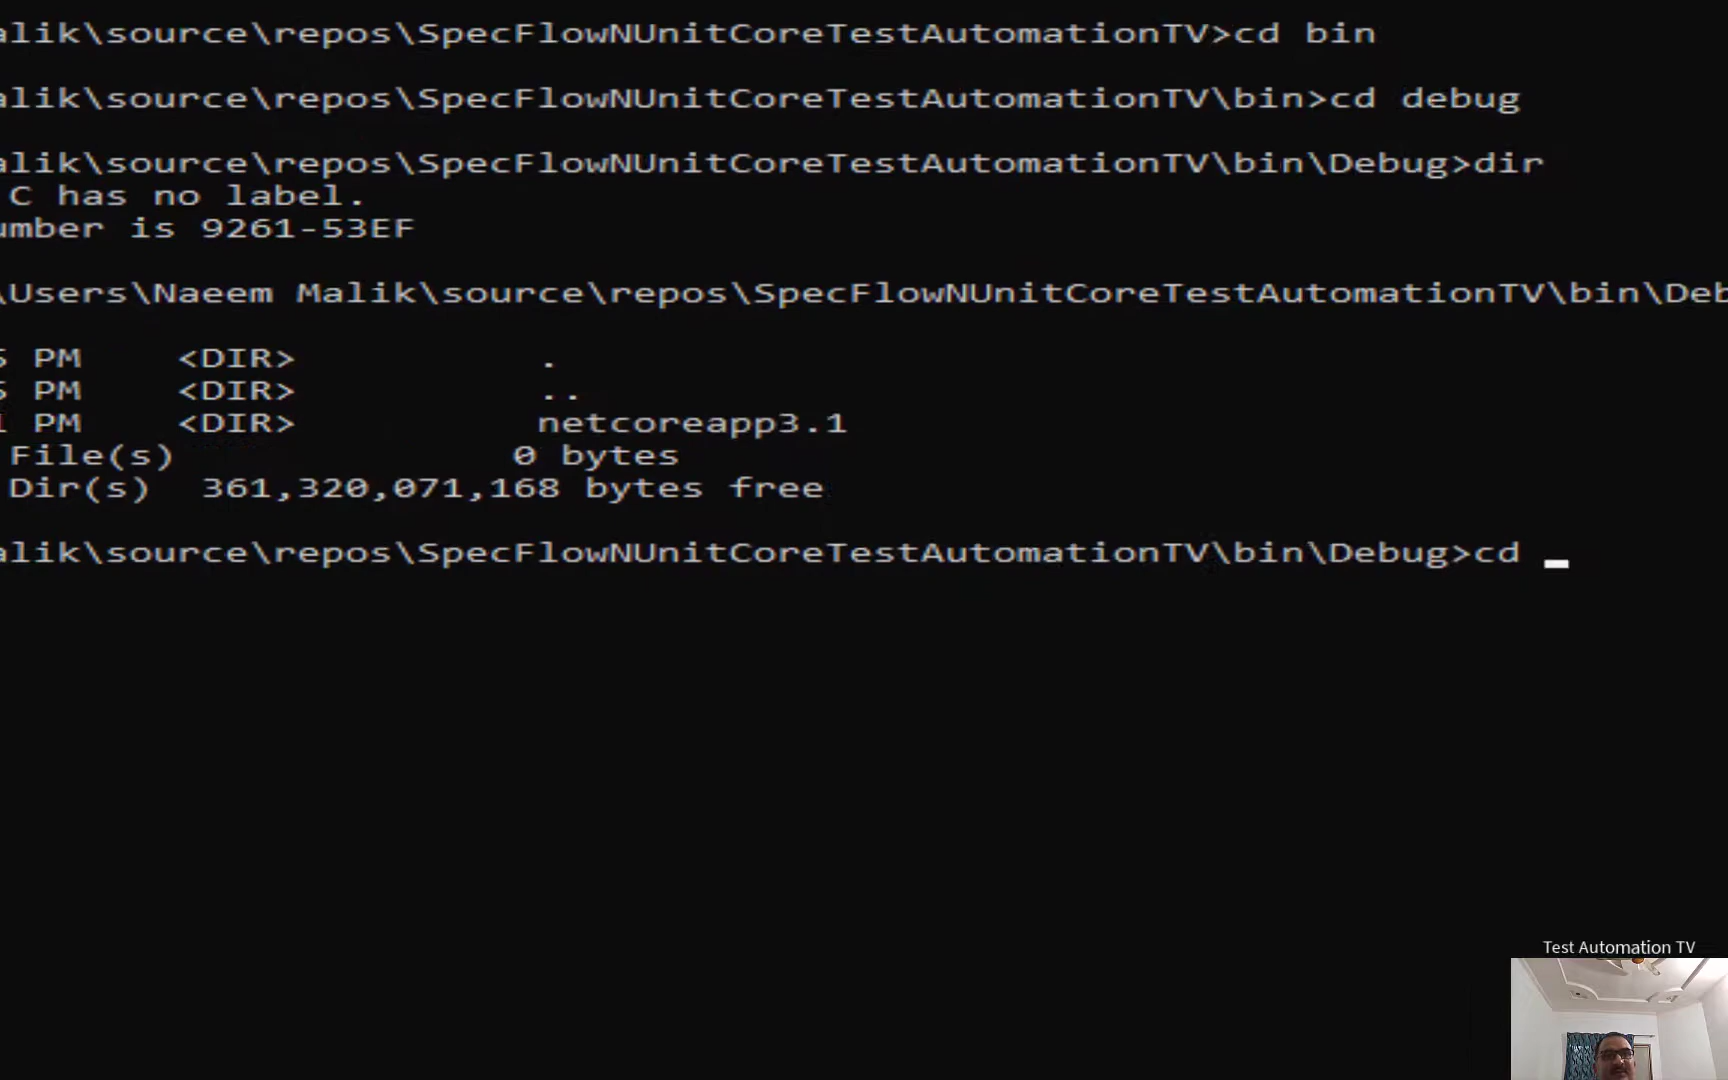 alik\source\repos\SpecFlowNUnitCoreTestAutomationTV>cd bin
alik\source\repos\SpecFlowNUnitCoreTestAutomationTV\bin>cd debug
alik\source\repos\SpecFlowNUnitCoreTestAutomationTV\bin\Debug>dir
C has no label.
umber is 9261-53EF
\Users\Naeem Malik\source\repos\SpecFlowNUnitCoreTestAutomationTV\bin\Deb
5 PM <DIR> .
5 PM <DIR> ..
1 PM <DIR> netcoreapp3.1
File(s) 0 bytes
Dir(s) 361,320,071,168 bytes free
alik\source\repos\SpecFlowNUnitCoreTestAutomationTV\bin\Debug>cd _
Test Automation TV